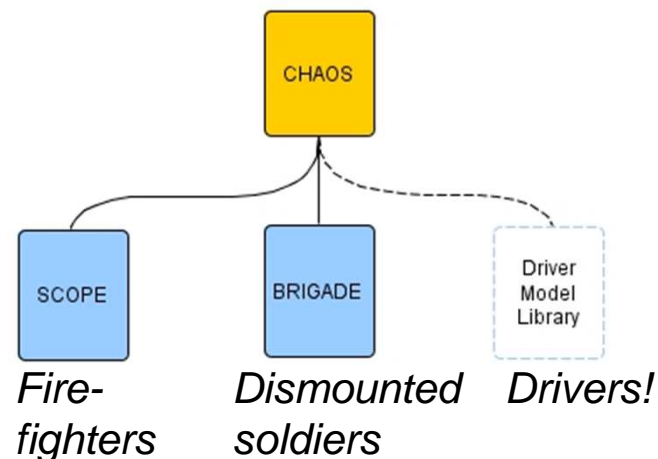 CHAOS
SCOPE
BRIGADE
Driver
Model
Library
Fire-
fighters
Dismounted
soldiers
Drivers!